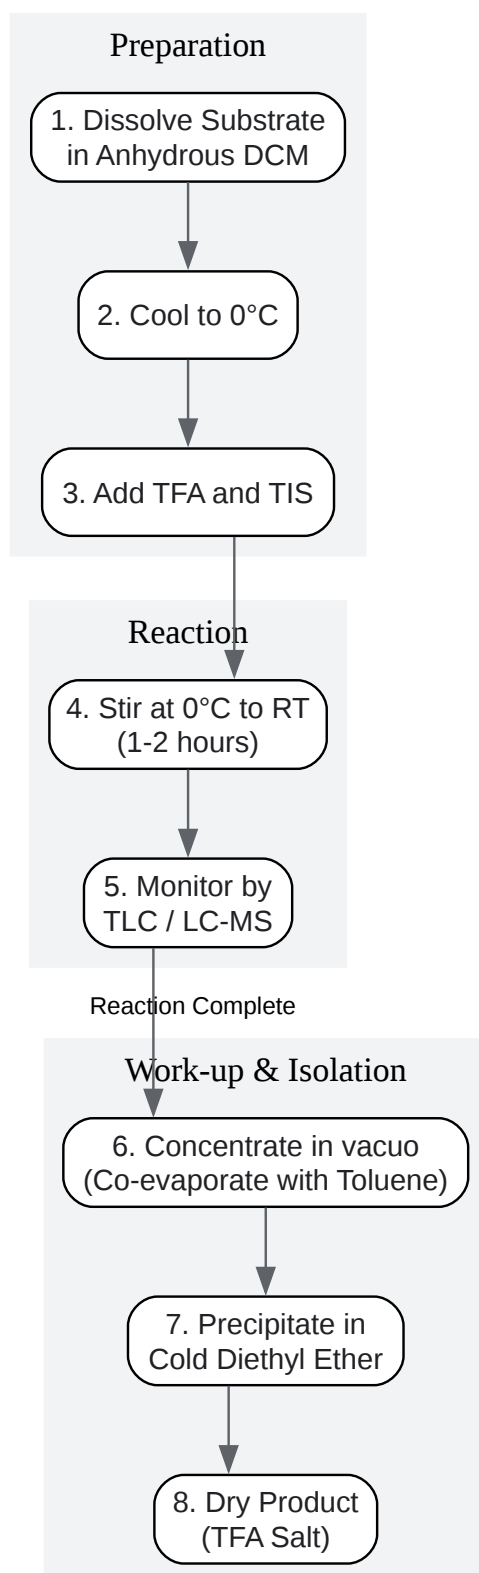 Preparation
1. Dissolve Substrate
in Anhydrous DCM
2. Cool to 0°C
3. Add TFA and TIS
Reaction
4. Stir at 0°C to RT
(1-2 hours)
5. Monitor by
TLC / LC-MS
Reaction Complete
Work-up & Isolation
6. Concentrate in vacuo
(Co-evaporate with Toluene)
7. Precipitate in
Cold Diethyl Ether
8. Dry Product
(TFA Salt)